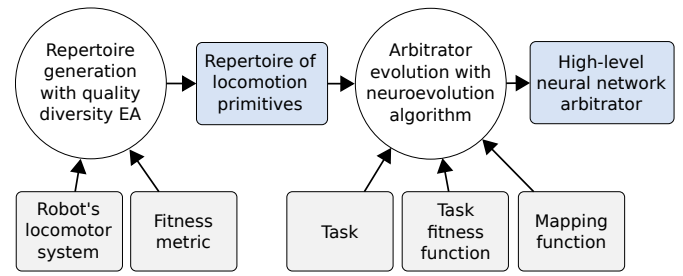 Repertoire
generation
with quality
diversity EA
Repertoire of
locomotion
primitives
Arbitrator
evolution with
neuroevolution
algorithm
High-level
neural network
arbitrator
Robot's
locomotor
system
Fitness
metric
Task
Task
fitness
function
Mapping
function